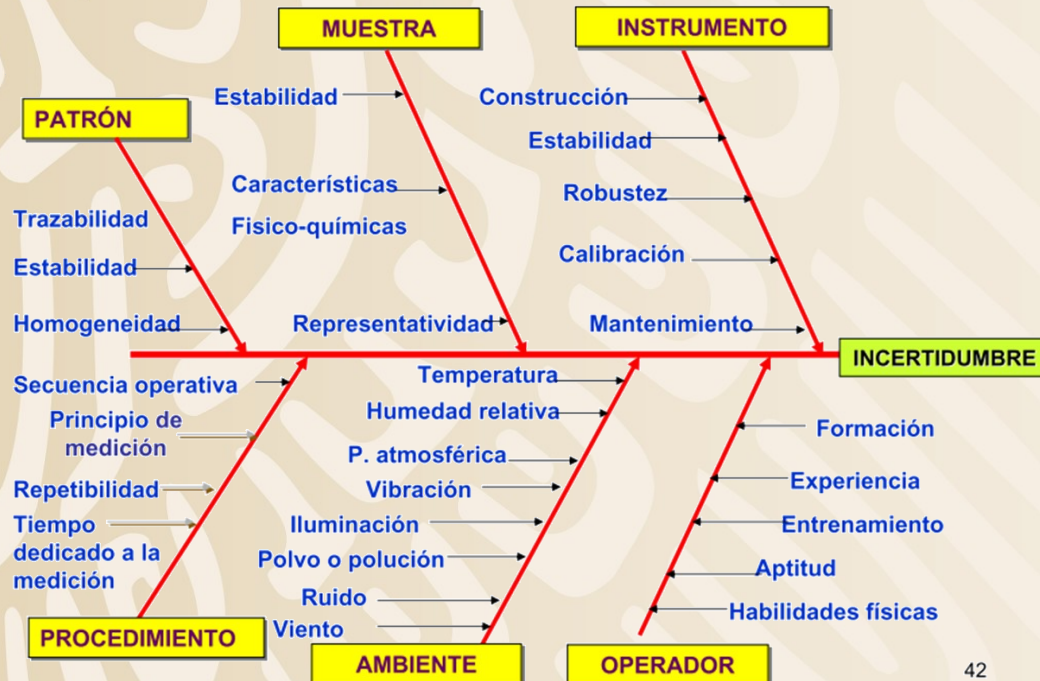 MUESTRA
INSTRUMENTO
PATRÓN
Estabilidad
Características
Fisico-químicas
Representatividad
Construcción
Estabilidad
Robustez
Calibración
Mantenimiento
Trazabilidad
Estabilidad
Homogeneidad
INCERTIDUMBRE
Secuencia operativa
Principio de
medición
Repetibilidad
Tiempo
dedicado a la
medición
PROCEDIMIENTO
Temperatura
Humedad relativa
P. atmosférica
Vibración
Iluminación
Polvo o polución
Ruido
Viento
AMBIENTE
Formación
Experiencia
Entrenamiento
Aptitud
Habilidades físicas
OPERADOR
42